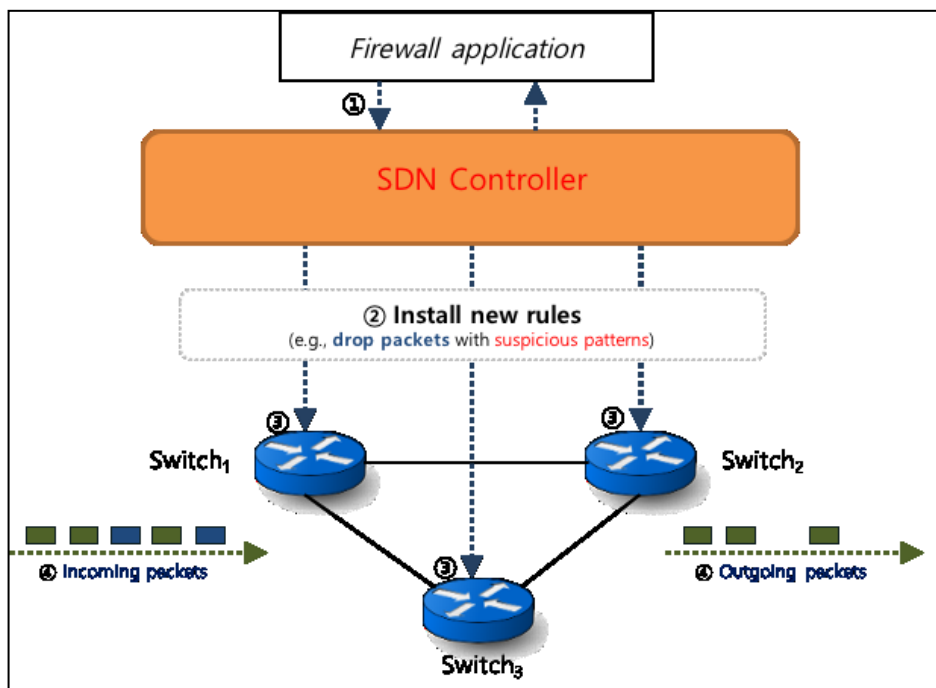 Firewall application
①
SDN Controller
② Install new rules
(e.g., drop packets with suspicious patterns)
③
③
Switch₁
Switch₂
④ Incoming packets
③
④ Outgoing packets
Switch₃